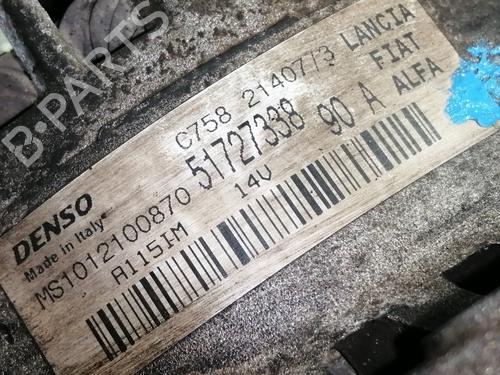 B-PARTS
DENSO
Made in Italy
C758 2140773 LANCIA
51727338 90 A FIAT
ALFA
MS1012100870 14V
A115IM